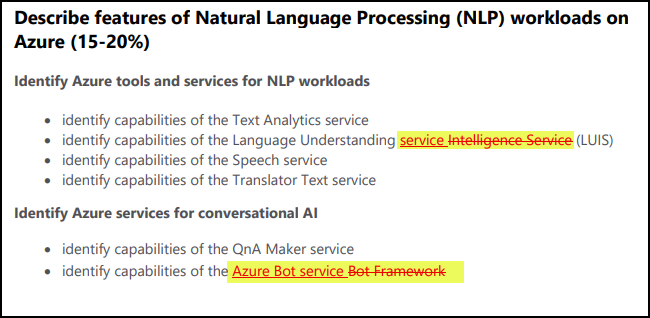 Describe features of Natural Language Processing (NLP) workloads on
Azure (15-20%)
Identify Azure tools and services for NLP workloads
• identify capabilities of the Text Analytics service
• identify capabilities of the Language Understanding service Intelligence Service (LUIS)
• identify capabilities of the Speech service
• identify capabilities of the Translator Text service
Identify Azure services for conversational AI
• identify capabilities of the QnA Maker service
• identify capabilities of the Azure Bot service Bot Framework